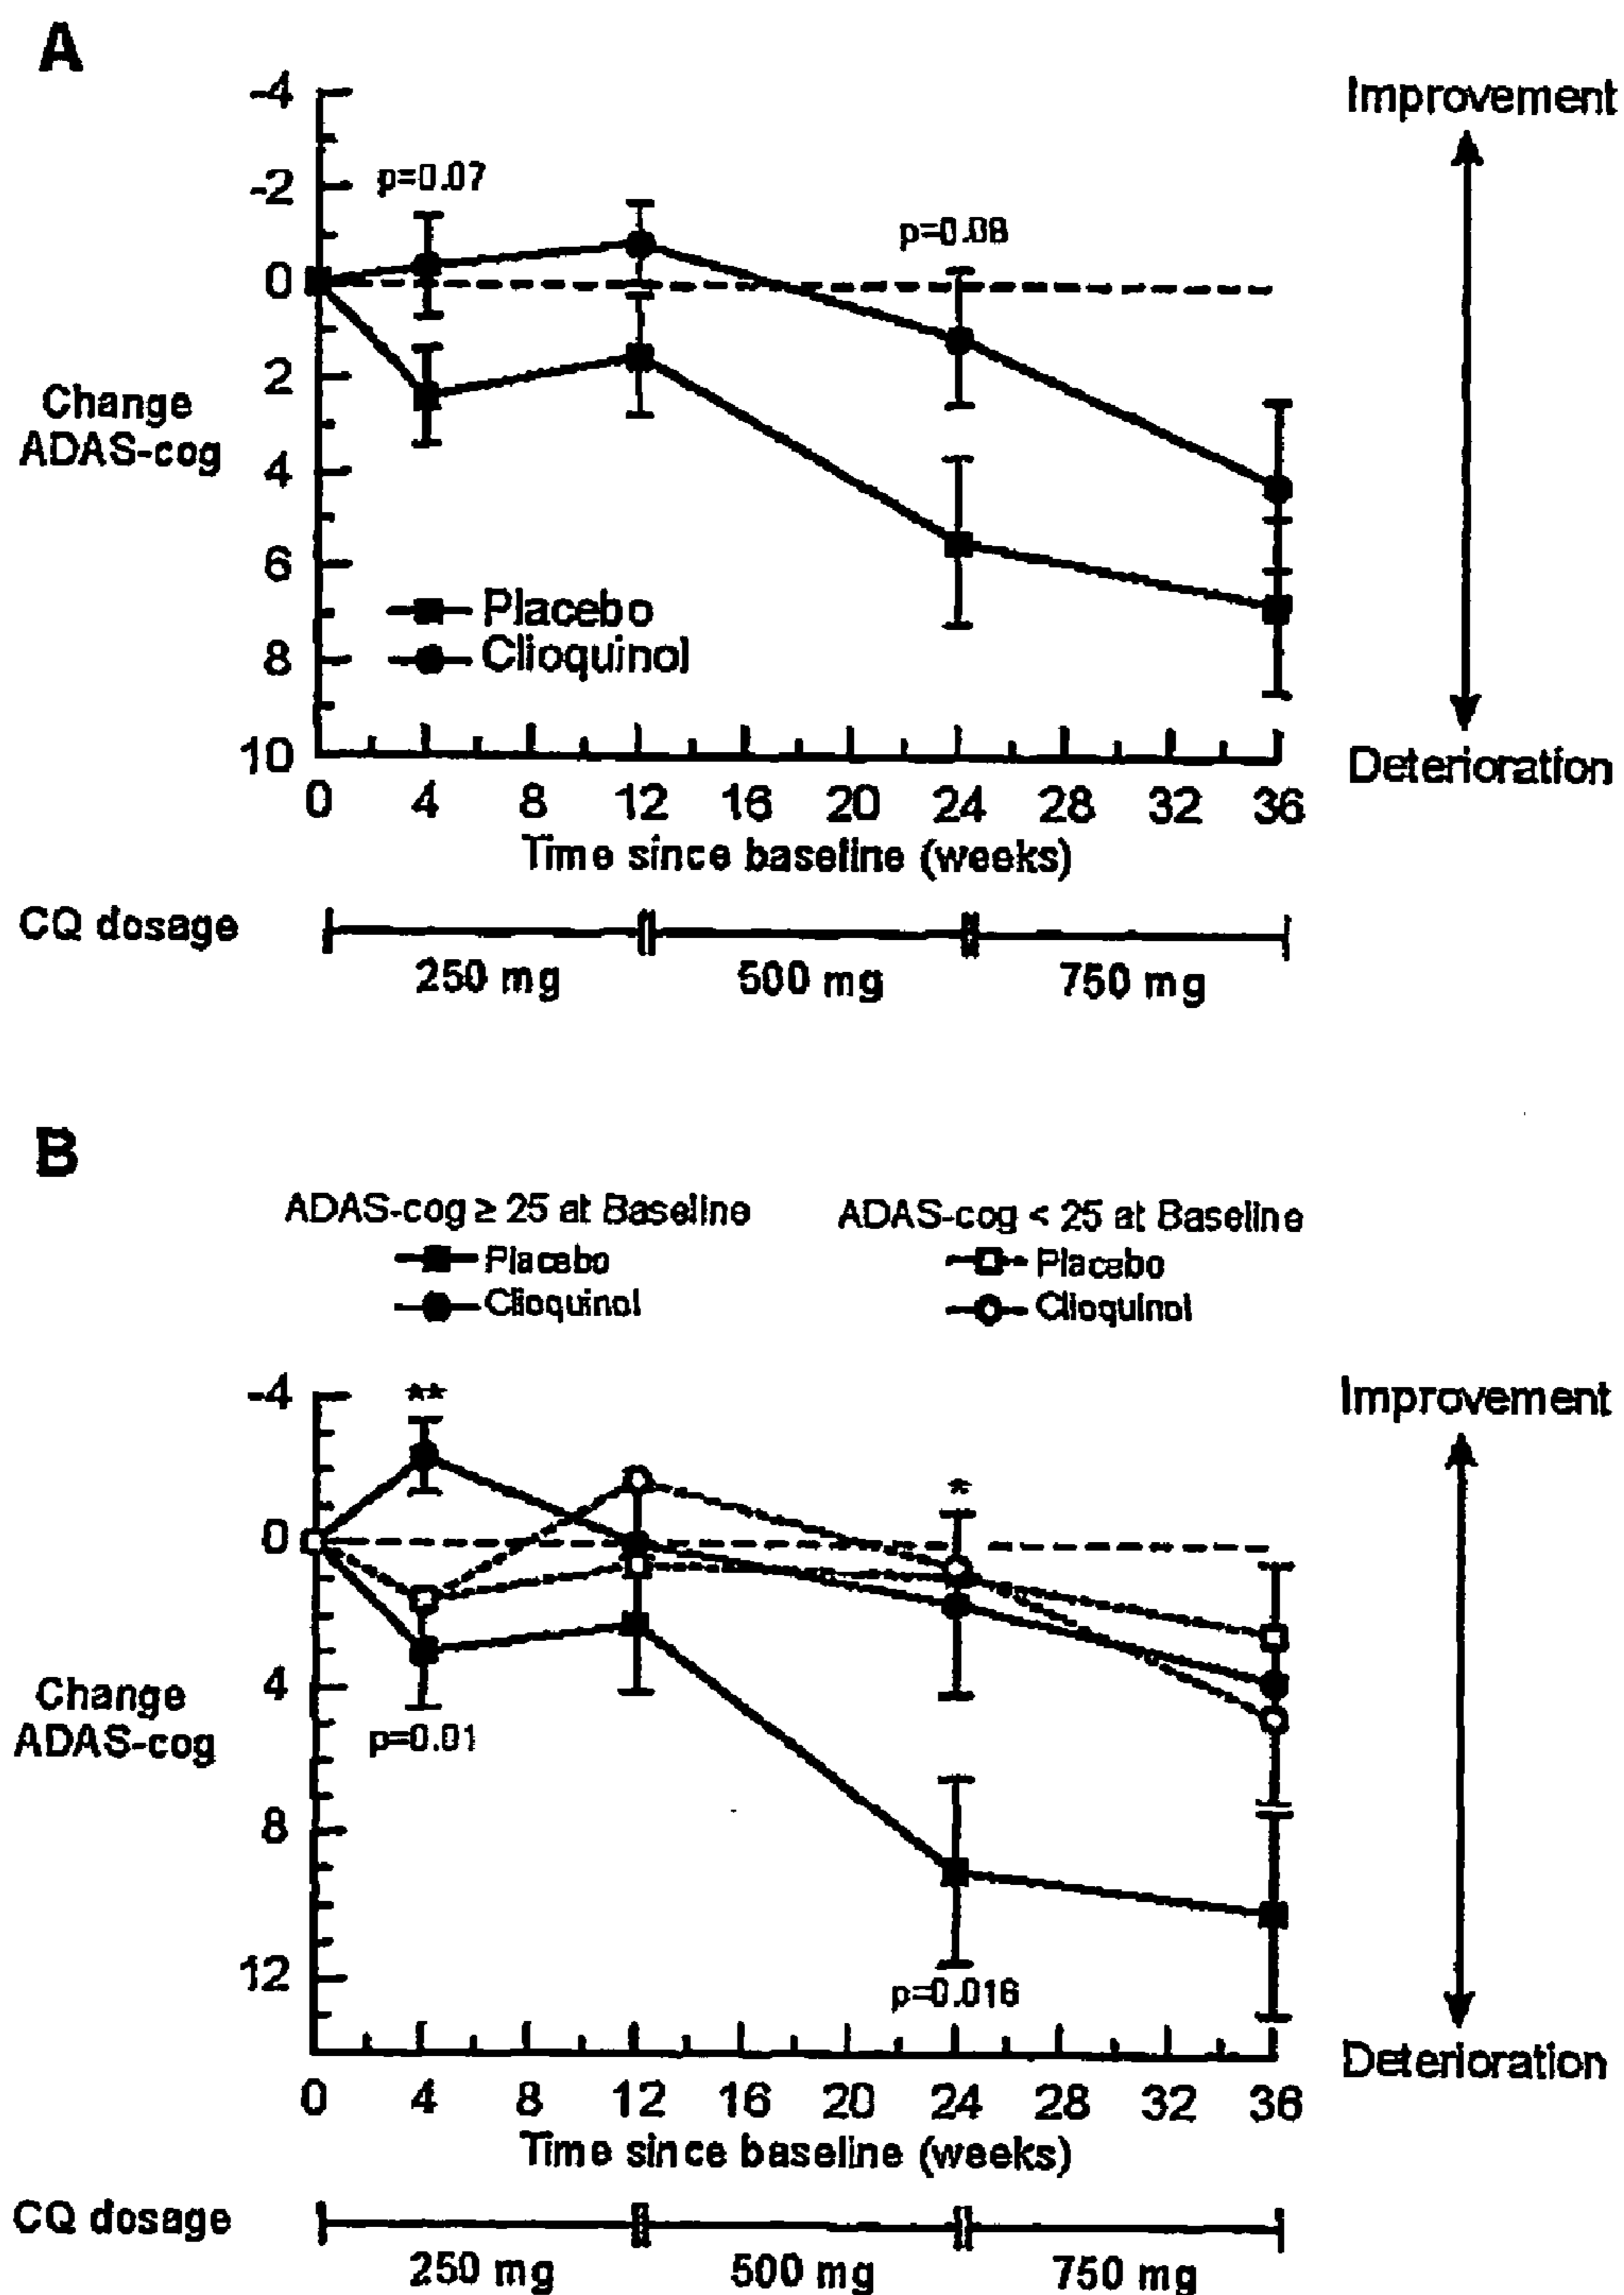 A
-4
-2
0
2
4
6
8
10
Change
ADAS-cog
p=0.07
p=0.08
Placebo
Clioquinol
Improvement
Deterioration
0 4 8 12 16 20 24 28 32 36
Time since baseline (weeks)
CQ dosage
250 mg 500 mg 750 mg
B
ADAS-cog ≥ 25 at Baseline
Placebo
Clioquinol
ADAS-cog < 25 at Baseline
Placebo
Clioquinol
-4
0
4
8
12
Change
ADAS-cog
**
*
p=0.01
p=0.016
Improvement
Deterioration
0 4 8 12 16 20 24 28 32 36
Time since baseline (weeks)
CQ dosage
250 mg 500 mg 750 mg